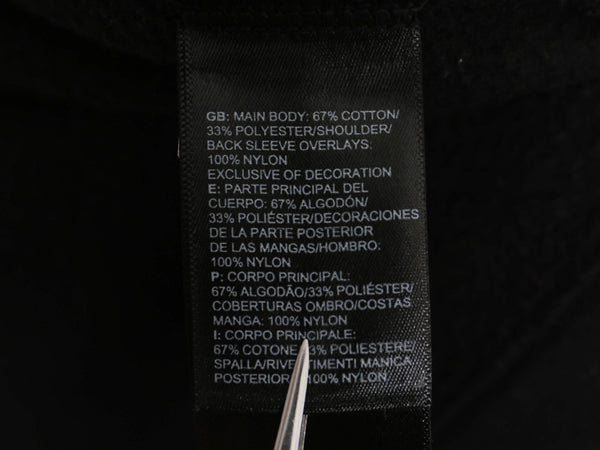 GB: MAIN BODY: 67% COTTON/
33% POLYESTER/SHOULDER/
BACK SLEEVE OVERLAYS:
100% NYLON
EXCLUSIVE OF DECORATION
E: PARTE PRINCIPAL DEL
CUERPO: 67% ALGODÓN/
33% POLIÉSTER/DECORACIONES
DE LA PARTE POSTERIOR
DE LAS MANGAS/HOMBRO:
100% NYLON
P: CORPO PRINCIPAL:
67% ALGODÃO/33% POLIÉSTER/
COBERTURAS OMBRO/COSTAS
MANGA: 100% NYLON
I: CORPO PRINCIPALE:
67% COTONE 3% POLIESTERE/
SPALLA/RIVESTIMENTI MANICA
POSTERIOR 100% NYLON